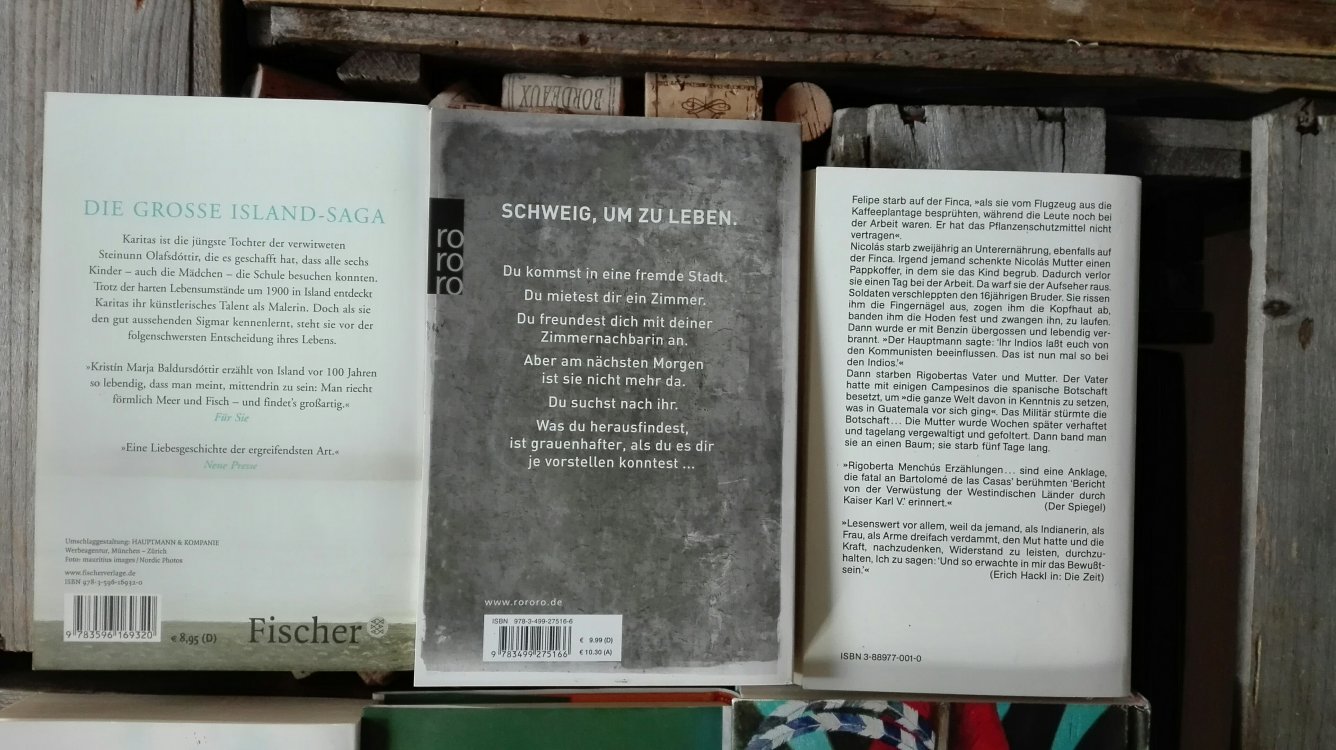 BORDEAUX
DIE GROSSE ISLAND-SAGA
Karitas ist die jüngste Tochter der verwitweten
Steinunn Olafsdóttir, die es geschafft hat, dass alle sechs
Kinder – auch die Mädchen – die Schule besuchen konnten.
Trotz der harten Lebensumstände um 1900 in Island entdeckt
Karitas ihr künstlerisches Talent als Malerin. Doch als sie
den gut aussehenden Sigmar kennenlernt, steht sie vor der
folgenschwersten Entscheidung ihres Lebens.
»Kristín Marja Baldursdóttir erzählt von Island vor 100 Jahren
so lebendig, dass man meint, mittendrin zu sein: Man riecht
förmlich Meer und Fisch – und findet's großartig.«
Für Sie
»Eine Liebesgeschichte der ergreifendsten Art.«
Neue Presse
Umschlaggestaltung: HAUPTMANN & KOMPANIE
Werbeagentur, München – Zürich
Foto: mauritius images / Nordic Photos
www.fischerverlage.de
ISBN 978-3-596-16932-0
9 783596 169320
€ 8,95 (D)
Fischer
ro
ro
ro
SCHWEIG, UM ZU LEBEN.
Du kommst in eine fremde Stadt.
Du mietest dir ein Zimmer.
Du freundest dich mit deiner
Zimmernachbarin an.
Aber am nächsten Morgen
ist sie nicht mehr da.
Du suchst nach ihr.
Was du herausfindest,
ist grauenhafter, als du es dir
je vorstellen konntest ...
www.rororo.de
ISBN 978-3-499-27516-6
9 783499 275166
€ 9.99 (D)
€ 10.30 (A)
Felipe starb auf der Finca, »als sie vom Flugzeug aus die
Kaffeeplantage besprühten, während die Leute noch bei
der Arbeit waren. Er hat das Pflanzenschutzmittel nicht
vertragen«.
Nicolás starb zweijährig an Unterernährung, ebenfalls auf
der Finca. Irgend jemand schenkte Nicolás Mutter einen
Pappkoffer, in dem sie das Kind begrub. Dadurch verlor
sie einen Tag bei der Arbeit. Da warf sie der Aufseher raus.
Soldaten verschleppten den 16jährigen Bruder. Sie rissen
ihm die Fingernägel aus, zogen ihm die Kopfhaut ab,
banden ihm die Hoden fest und zwangen ihn, zu laufen.
Dann wurde er mit Benzin übergossen und lebendig ver-
brannt. »Der Hauptmann sagte: 'Ihr Indios laßt euch von
den Kommunisten beeinflussen. Das ist nun mal so bei
den Indios.'«
Dann starben Rigobertas Vater und Mutter. Der Vater
hatte mit einigen Campesinos die spanische Botschaft
besetzt, um »die ganze Welt davon in Kenntnis zu setzen,
was in Guatemala vor sich ging«. Das Militär stürmte die
Botschaft... Die Mutter wurde Wochen später verhaftet
und tagelang vergewaltigt und gefoltert. Dann band man
sie an einen Baum; sie starb fünf Tage lang.
»Rigoberta Menchús Erzählungen... sind eine Anklage,
die fatal an Bartolomé de las Casas' berühmten 'Bericht
von der Verwüstung der Westindischen Länder durch
Kaiser Karl V.' erinnert.« (Der Spiegel)
»Lesenswert vor allem, weil da jemand, als Indianerin, als
Frau, als Arme dreifach verdammt, den Mut hatte und die
Kraft, nachzudenken, Widerstand zu leisten, durchzu-
halten, Ich zu sagen: 'Und so erwachte in mir das Bewußt-
sein.'« (Erich Hackl in: Die Zeit)
ISBN 3-88977-001-0